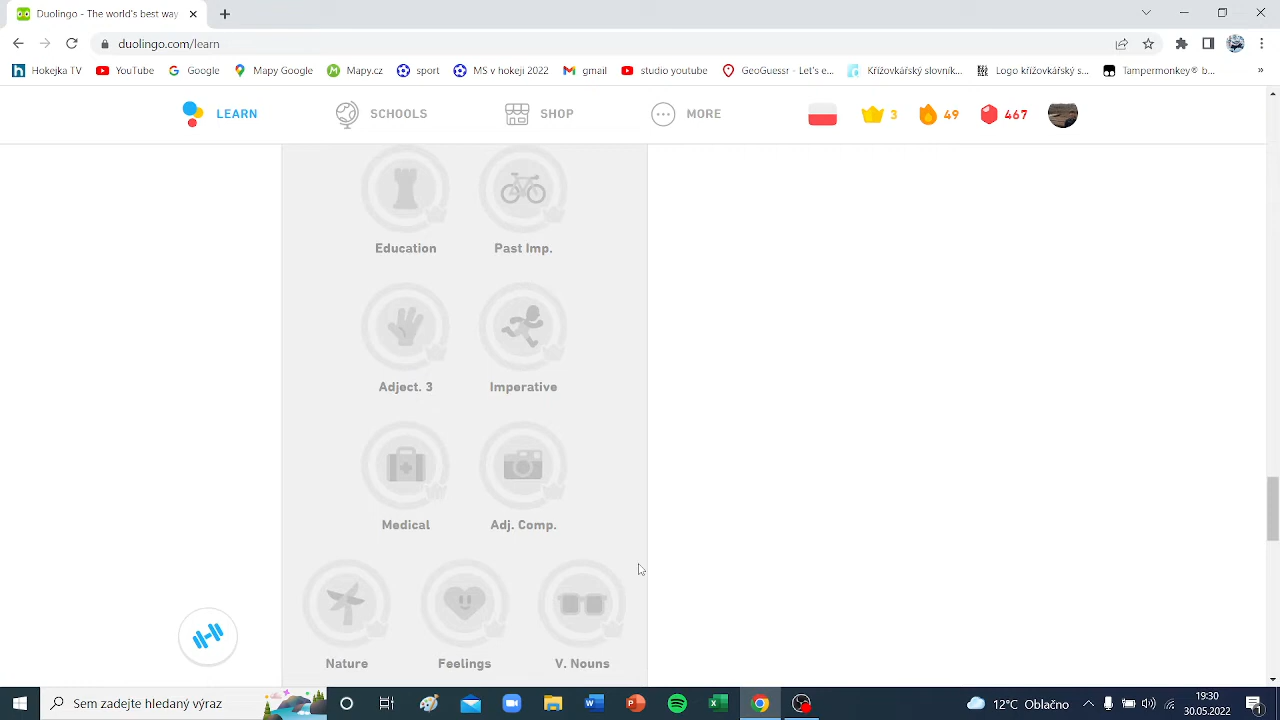 Duolingo - The world's best way
duolingo.com/learn
Hokejka TV YouTube Google Mapy Google Mapy.cz sport MS v hokeji 2022 gmail studio youtube GeoGuessr - Let's e... Křížovkářský slovník... Logo křížovkářský s... Tampermonkey® b...
LEARN SCHOOLS SHOP MORE 3 49 467
Education Past Imp.
Adject. 3 Imperative
Medical Adj. Comp.
Nature Feelings V. Nouns
Sem zadejte hledaný výraz
12°C Oblačno
19:30
30.05.2022